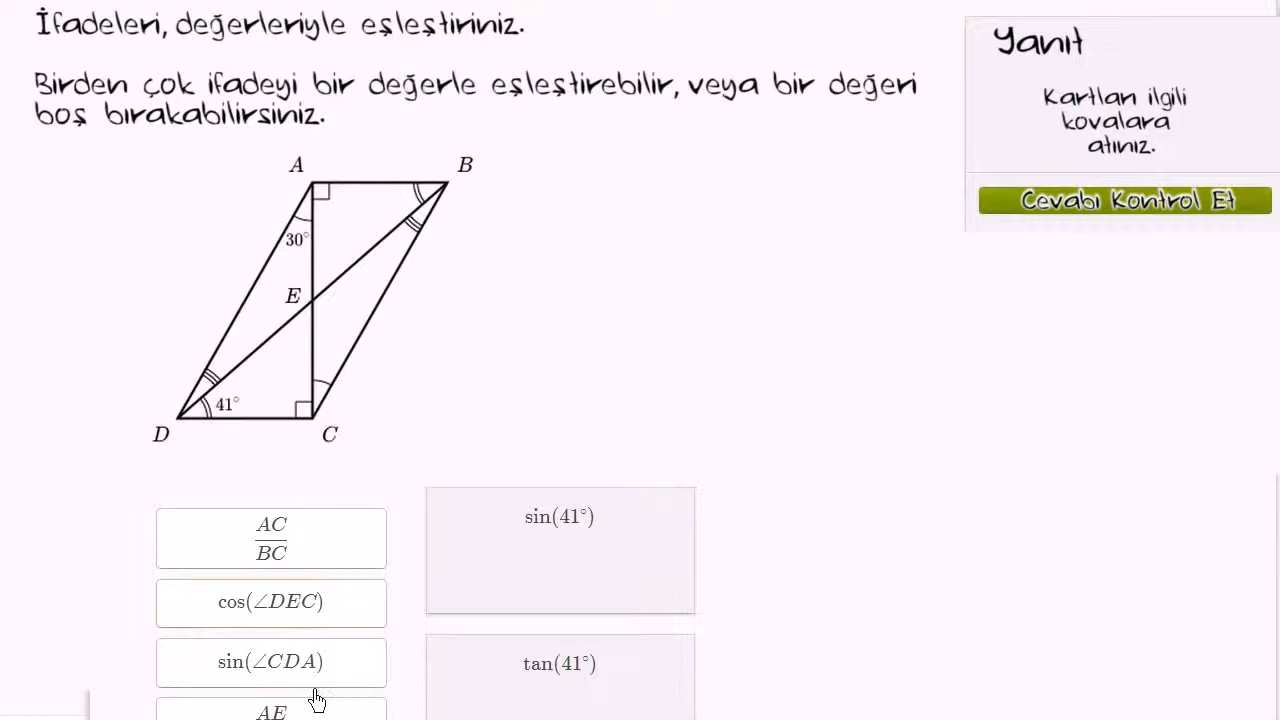 İfadeleri, değerleriyle eşleştiriniz.
Birden çok ifadeyi bir değerle eşleştirebilir, veya bir değeri
boş bırakabilirsiniz.
Yanıt
Kartları ilgili
kovalara
atınız.
Cevabı Kontrol Et
A
B
30°
E
41°
D
C
AC
BC
cos(∠DEC)
sin(∠CDA)
AE
sin(41°)
tan(41°)